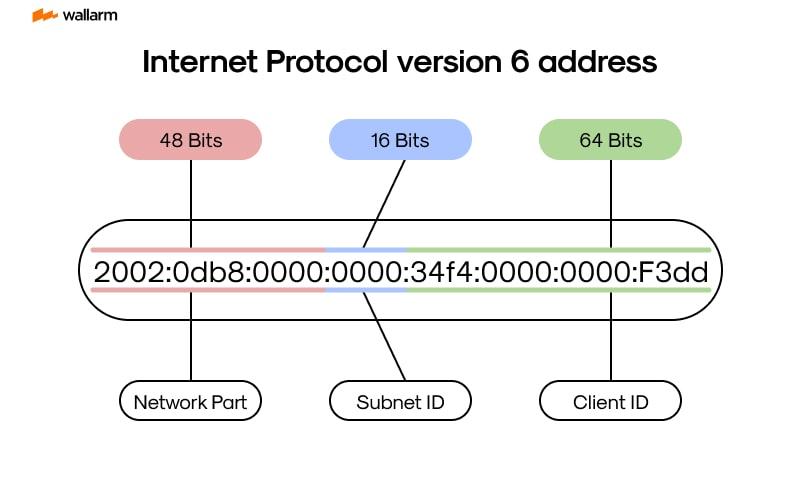 wallarm
Internet Protocol version 6 address
48 Bits
16 Bits
64 Bits
2002:0db8:0000:0000:34f4:0000:0000:F3dd
Network Part
Subnet ID
Client ID